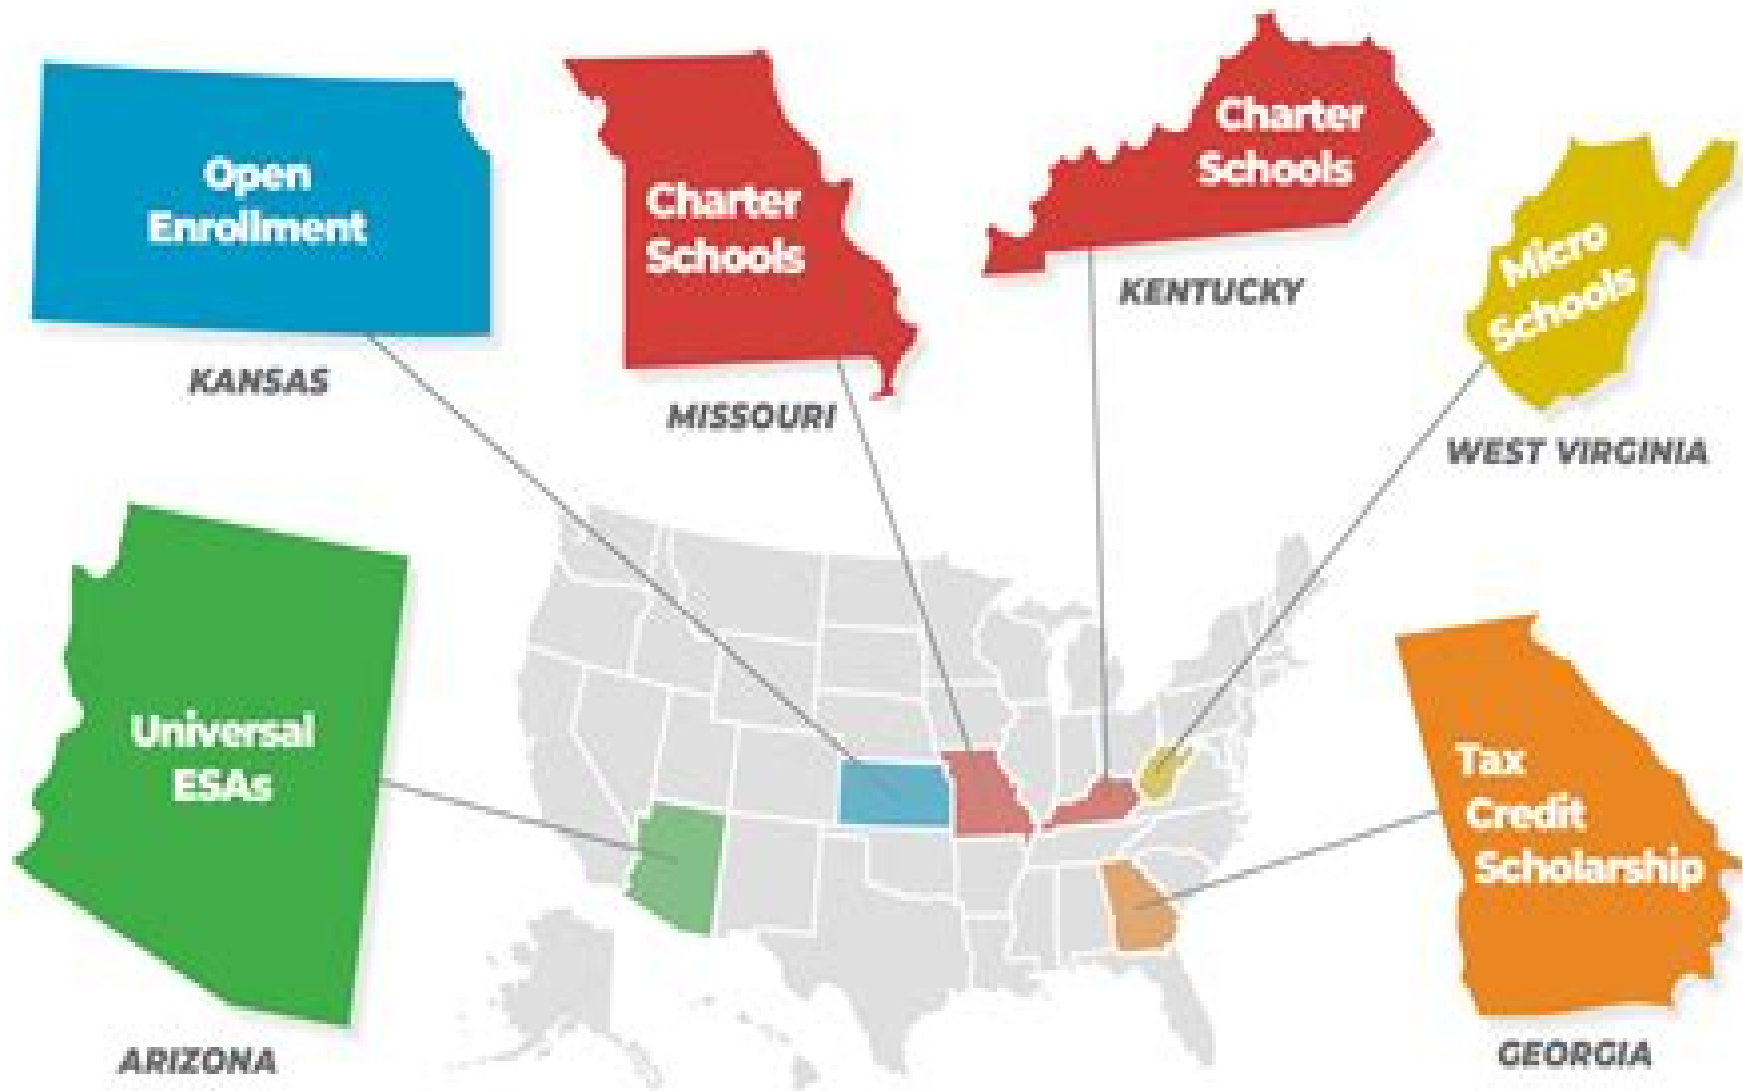 Open
Enrollment
KANSAS
Charter
Schools
MISSOURI
Charter
Schools
KENTUCKY
Micro
Schools
WEST VIRGINIA
Universal
ESAs
ARIZONA
Tax
Credit
Scholarship
GEORGIA